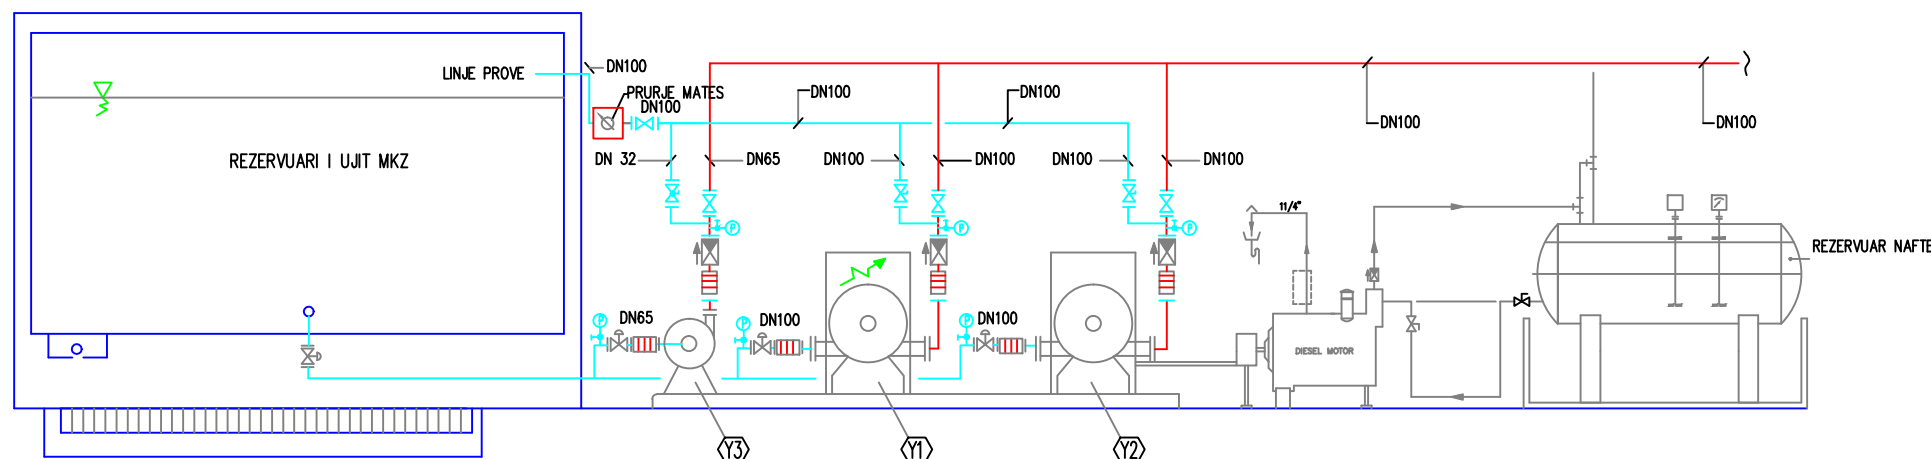 LINJE PROVE
DN100
PRURJE MATES
DN100
DN100
DN100
DN100
DN100
REZERVUARI I UJIT MKZ
DN 32
DN65
DN100
DN100
DN100
DN100
P
P
P
11/4"
REZERVUAR NAFTE
P
DN65
P
DN100
P
DN100
DIESEL MOTOR
Y3
Y1
Y2